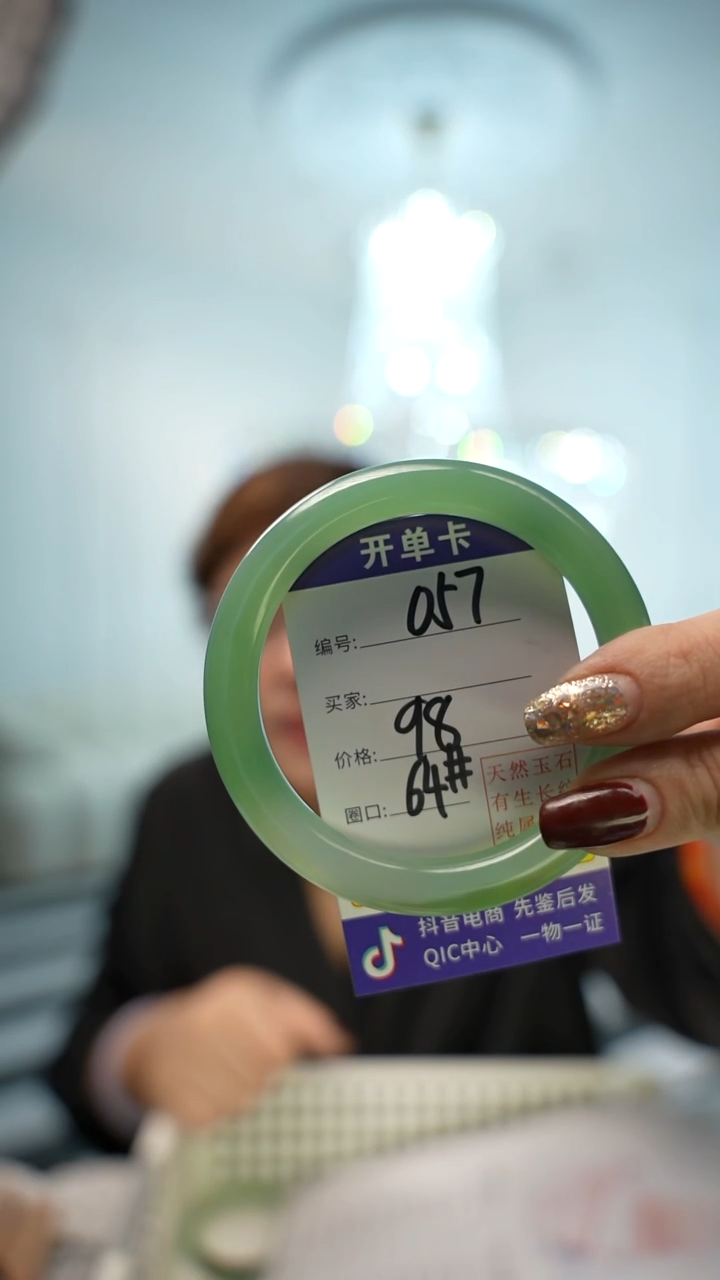 开单卡
编号: 057
买家:
价格: 98
圈口: 64#
天然玉石
有生长纹
纯属
抖音电商 先鉴后发
QIC中心 一物一证